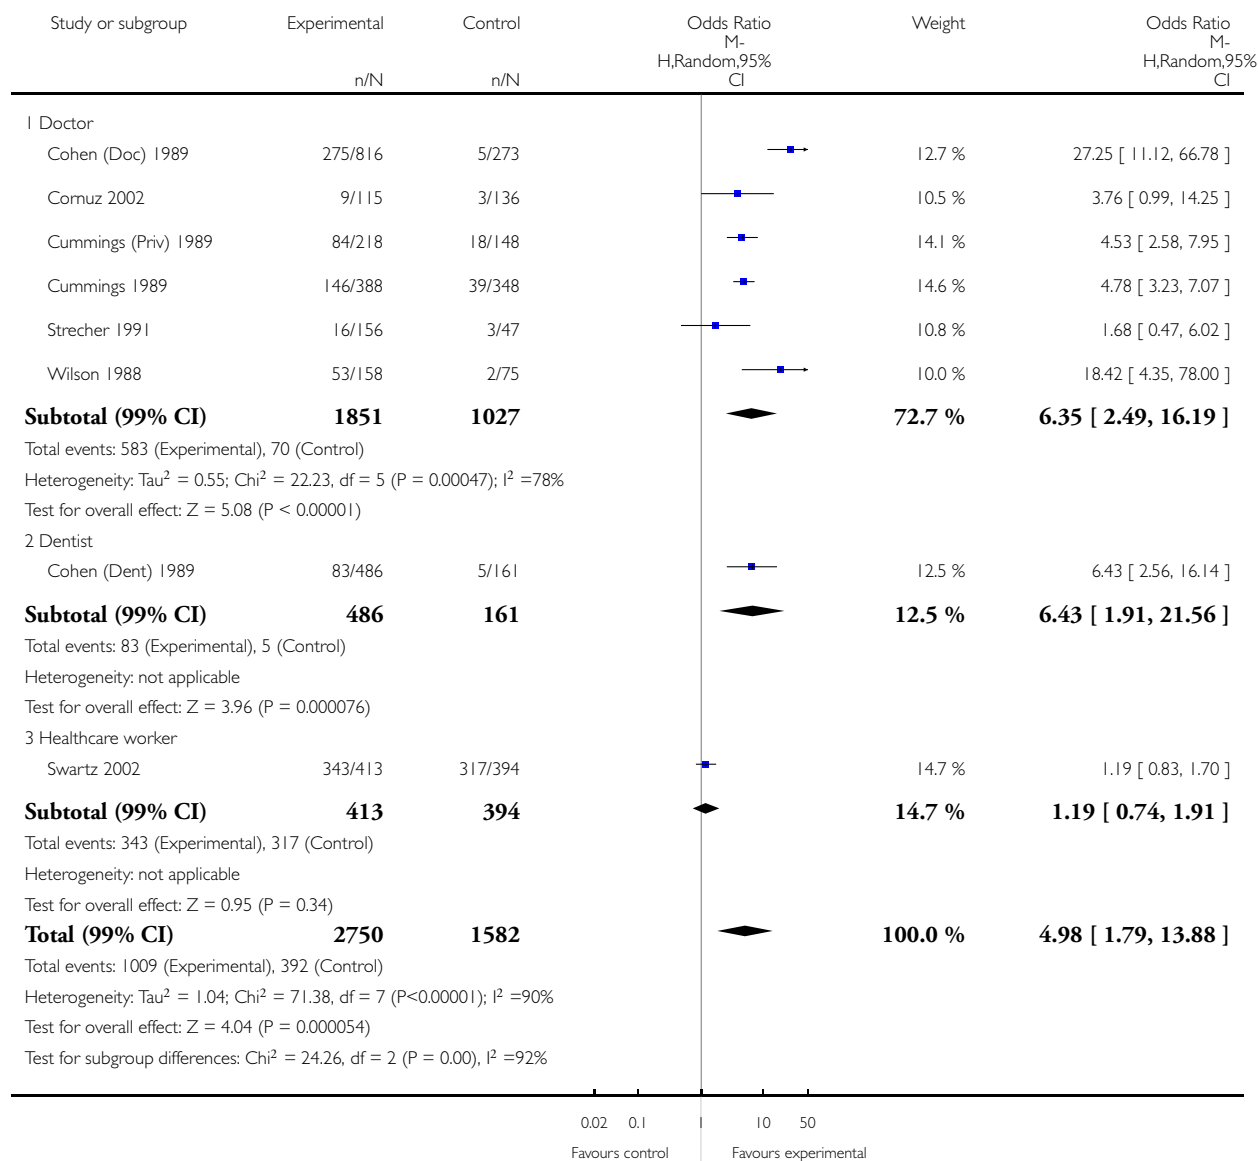 Study or subgroup Experimental Control Odds Ratio Weight Odds Ratio
M- M-
H,Random,95% H,Random,95%
n/N n/N CI CI
1 Doctor
Cohen (Doc) 1989 275/816 5/273 12.7 % 27.25 [ 11.12, 66.78 ]
Cornuz 2002 9/115 3/136 10.5 % 3.76 [ 0.99, 14.25 ]
Cummings (Priv) 1989 84/218 18/148 14.1 % 4.53 [ 2.58, 7.95 ]
Cummings 1989 146/388 39/348 14.6 % 4.78 [ 3.23, 7.07 ]
Strecher 1991 16/156 3/47 10.8 % 1.68 [ 0.47, 6.02 ]
Wilson 1988 53/158 2/75 10.0 % 18.42 [ 4.35, 78.00 ]
Subtotal (99% CI) 1851 1027 72.7 % 6.35 [ 2.49, 16.19 ]
Total events: 583 (Experimental), 70 (Control)
Heterogeneity: Tau² = 0.55; Chi² = 22.23, df = 5 (P = 0.00047); I² =78%
Test for overall effect: Z = 5.08 (P < 0.00001)
2 Dentist
Cohen (Dent) 1989 83/486 5/161 12.5 % 6.43 [ 2.56, 16.14 ]
Subtotal (99% CI) 486 161 12.5 % 6.43 [ 1.91, 21.56 ]
Total events: 83 (Experimental), 5 (Control)
Heterogeneity: not applicable
Test for overall effect: Z = 3.96 (P = 0.000076)
3 Healthcare worker
Swartz 2002 343/413 317/394 14.7 % 1.19 [ 0.83, 1.70 ]
Subtotal (99% CI) 413 394 14.7 % 1.19 [ 0.74, 1.91 ]
Total events: 343 (Experimental), 317 (Control)
Heterogeneity: not applicable
Test for overall effect: Z = 0.95 (P = 0.34)
Total (99% CI) 2750 1582 100.0 % 4.98 [ 1.79, 13.88 ]
Total events: 1009 (Experimental), 392 (Control)
Heterogeneity: Tau² = 1.04; Chi² = 71.38, df = 7 (P<0.00001); I² =90%
Test for overall effect: Z = 4.04 (P = 0.000054)
Test for subgroup differences: Chi² = 24.26, df = 2 (P = 0.00), I² =92%
0.02 0.1 1 10 50
Favours control Favours experimental